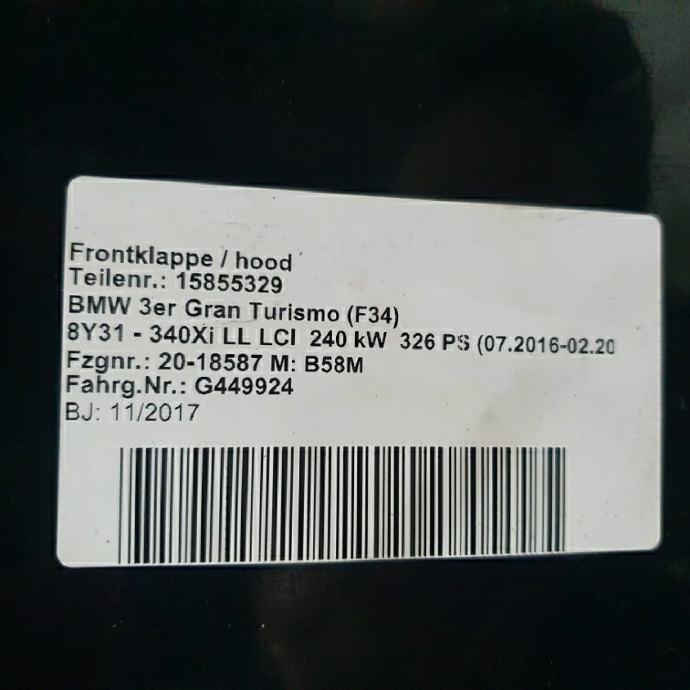 Frontklappe / hood
Teilenr.: 15855329
BMW 3er Gran Turismo (F34)
8Y31 - 340Xi LL LCI 240 kW 326 PS (07.2016-02.20
Fzgnr.: 20-18587 M: B58M
Fahrg.Nr.: G449924
BJ: 11/2017